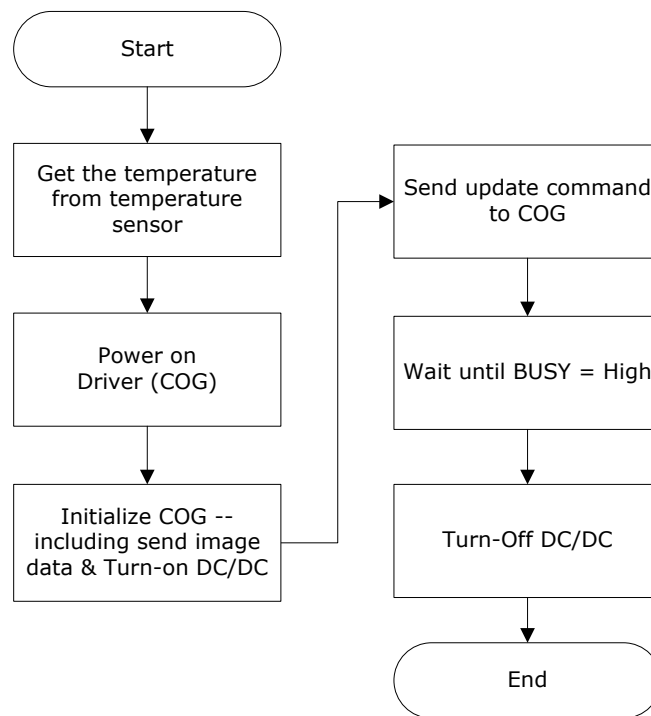 Start
Get the temperature
from temperature
sensor
Power on
Driver (COG)
Initialize COG --
including send image
data & Turn-on DC/DC
Send update command
to COG
Wait until BUSY = High
Turn-Off DC/DC
End